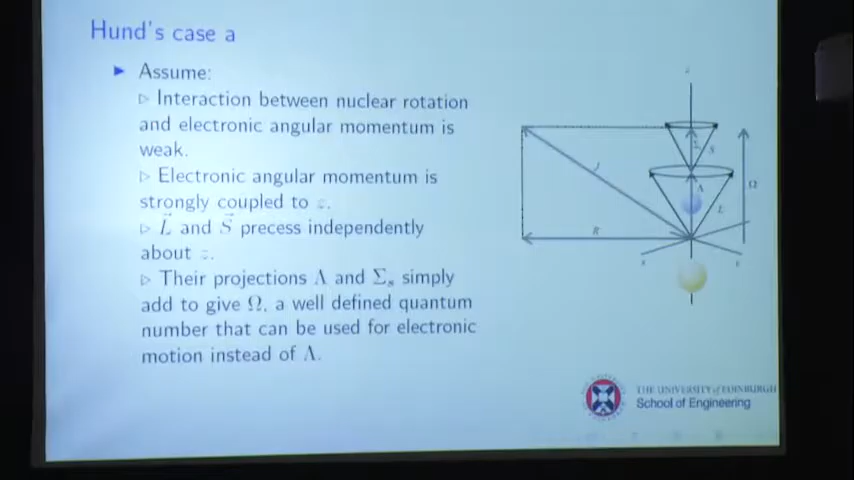 Hund's case a
▶ Assume:
▷ Interaction between nuclear rotation
and electronic angular momentum is
weak.
▷ Electronic angular momentum is
strongly coupled to z.
▷ L⃗ and S⃗ precess independently
about z.
▷ Their projections Λ and Σₛ simply
add to give Ω, a well defined quantum
number that can be used for electronic
motion instead of Λ.
Σ S
J
Λ
Ω
L
R
THE UNIVERSITY of EDINBURGH
School of Engineering